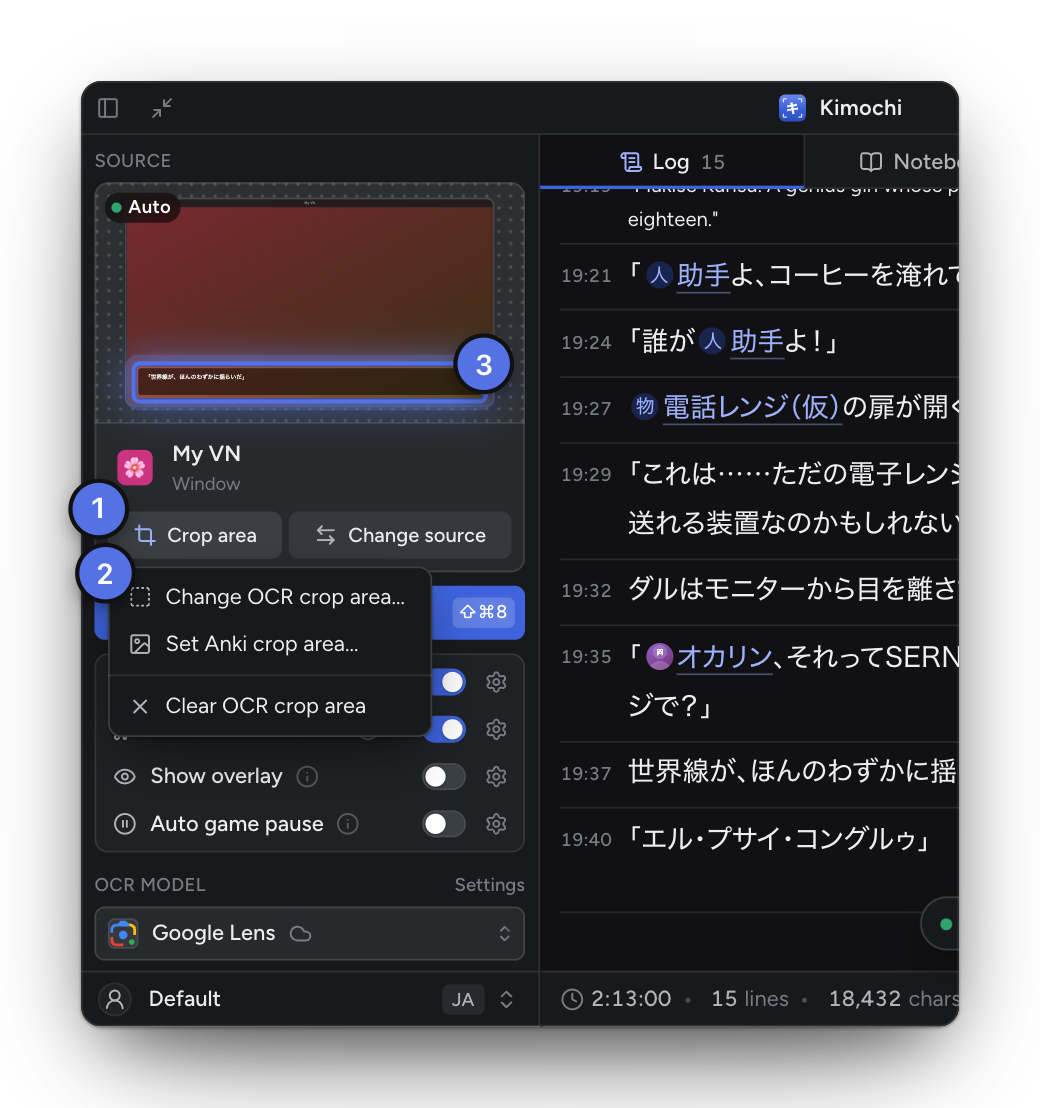 Kimochi
SOURCE
Auto
My VN
「世界線が、ほんのわずかに揺らいだ」
3
My VN
Window
1
Crop area
Change source
2
Change OCR crop area...
Set Anki crop area...
Clear OCR crop area
⇧⌘8
Show overlay
Auto game pause
OCR MODEL
Settings
Google Lens
Default
JA
Log 15
Notebo
eighteen."
19:21 「人助手よ、コーヒーを淹れて
19:24 「誰が人助手よ！」
19:27 物電話レンジ（仮）の扉が開く
19:29 「これは……ただの電子レンジ
送れる装置なのかもしれない
19:32 ダルはモニターから目を離さ
19:35 「オカリン、それってSERN
ジで？」
19:37 世界線が、ほんのわずかに揺
19:40 「エル・プサイ・コングルゥ」
2:13:00 • 15 lines • 18,432 chars